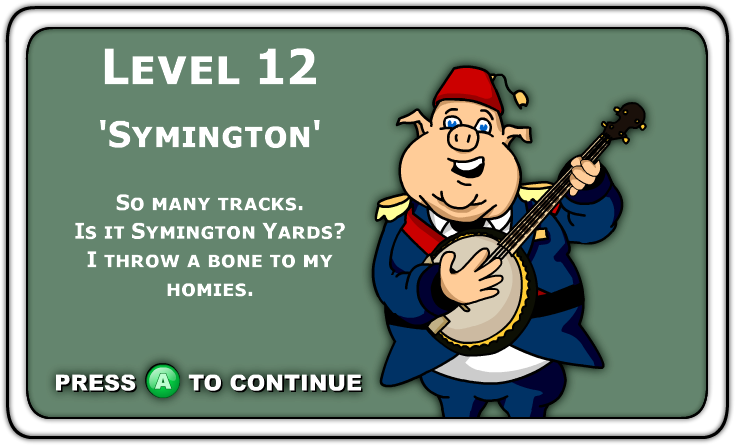 LEVEL 12
'SYMINGTON'
SO MANY TRACKS.
IS IT SYMINGTON YARDS?
I THROW A BONE TO MY
HOMIES.
PRESS A TO CONTINUE